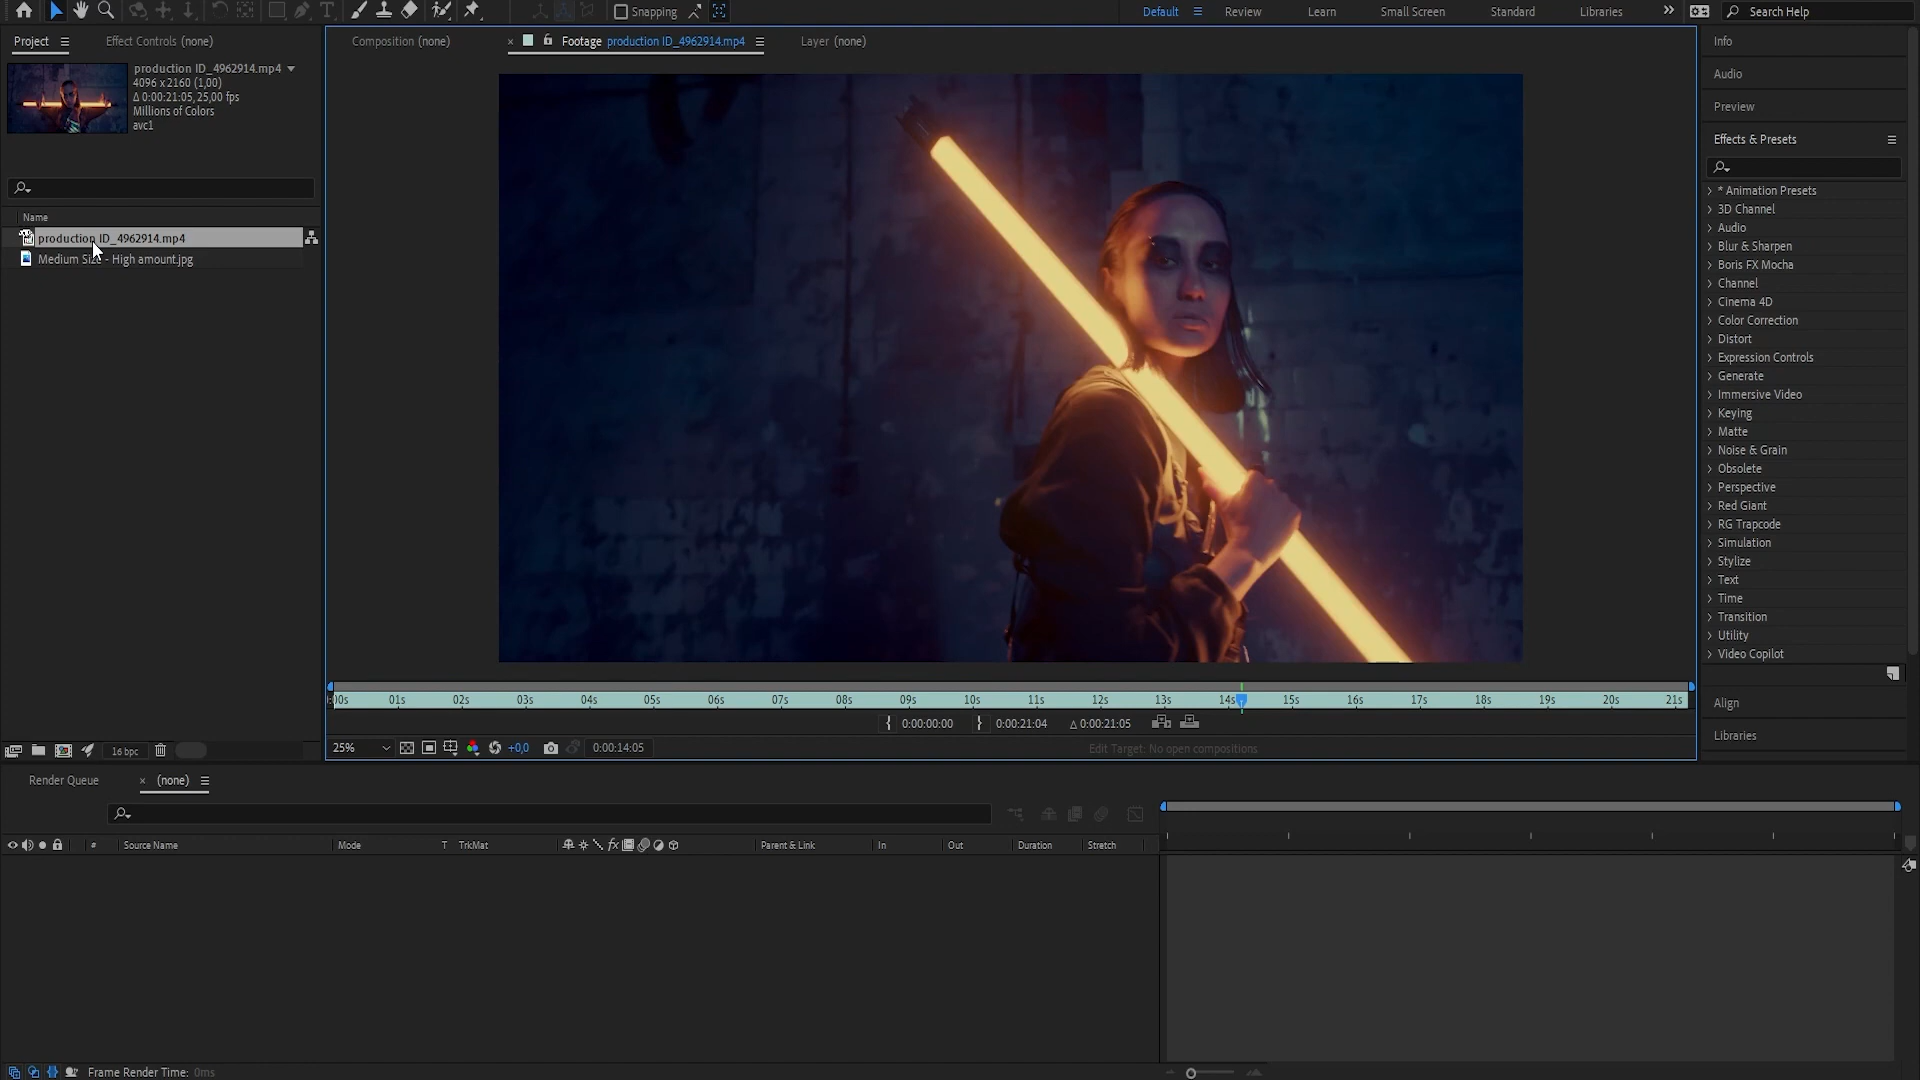 Snapping
Default
Review
Learn
Small Screen
Standard
Libraries
Search Help
Project
Effect Controls (none)
production ID_4962914.mp4
4096 x 2160 (1,00)
Δ 0:00:21:05, 25,00 fps
Millions of Colors
avc1
Name
production ID_4962914.mp4
Medium Size - High amount.jpg
16 bpc
Composition (none)
× Footage production ID_4962914.mp4
Layer (none)
:00s 01s 02s 03s 04s 05s 06s 07s 08s 09s 10s 11s 12s 13s 14s 15s 16s 17s 18s 19s 20s 21s
0:00:00:00
0:00:21:04
Δ 0:00:21:05
25%
+0,0
0:00:14:05
Edit Target: No open compositions
Info
Audio
Preview
Effects & Presets
* Animation Presets
3D Channel
Audio
Blur & Sharpen
Boris FX Mocha
Channel
Cinema 4D
Color Correction
Distort
Expression Controls
Generate
Immersive Video
Keying
Matte
Noise & Grain
Obsolete
Perspective
Red Giant
RG Trapcode
Simulation
Stylize
Text
Time
Transition
Utility
Video Copilot
Align
Libraries
Render Queue
× (none)
# Source Name
Mode
T TrkMat
fx
Parent & Link
In
Out
Duration
Stretch
Frame Render Time: 0ms